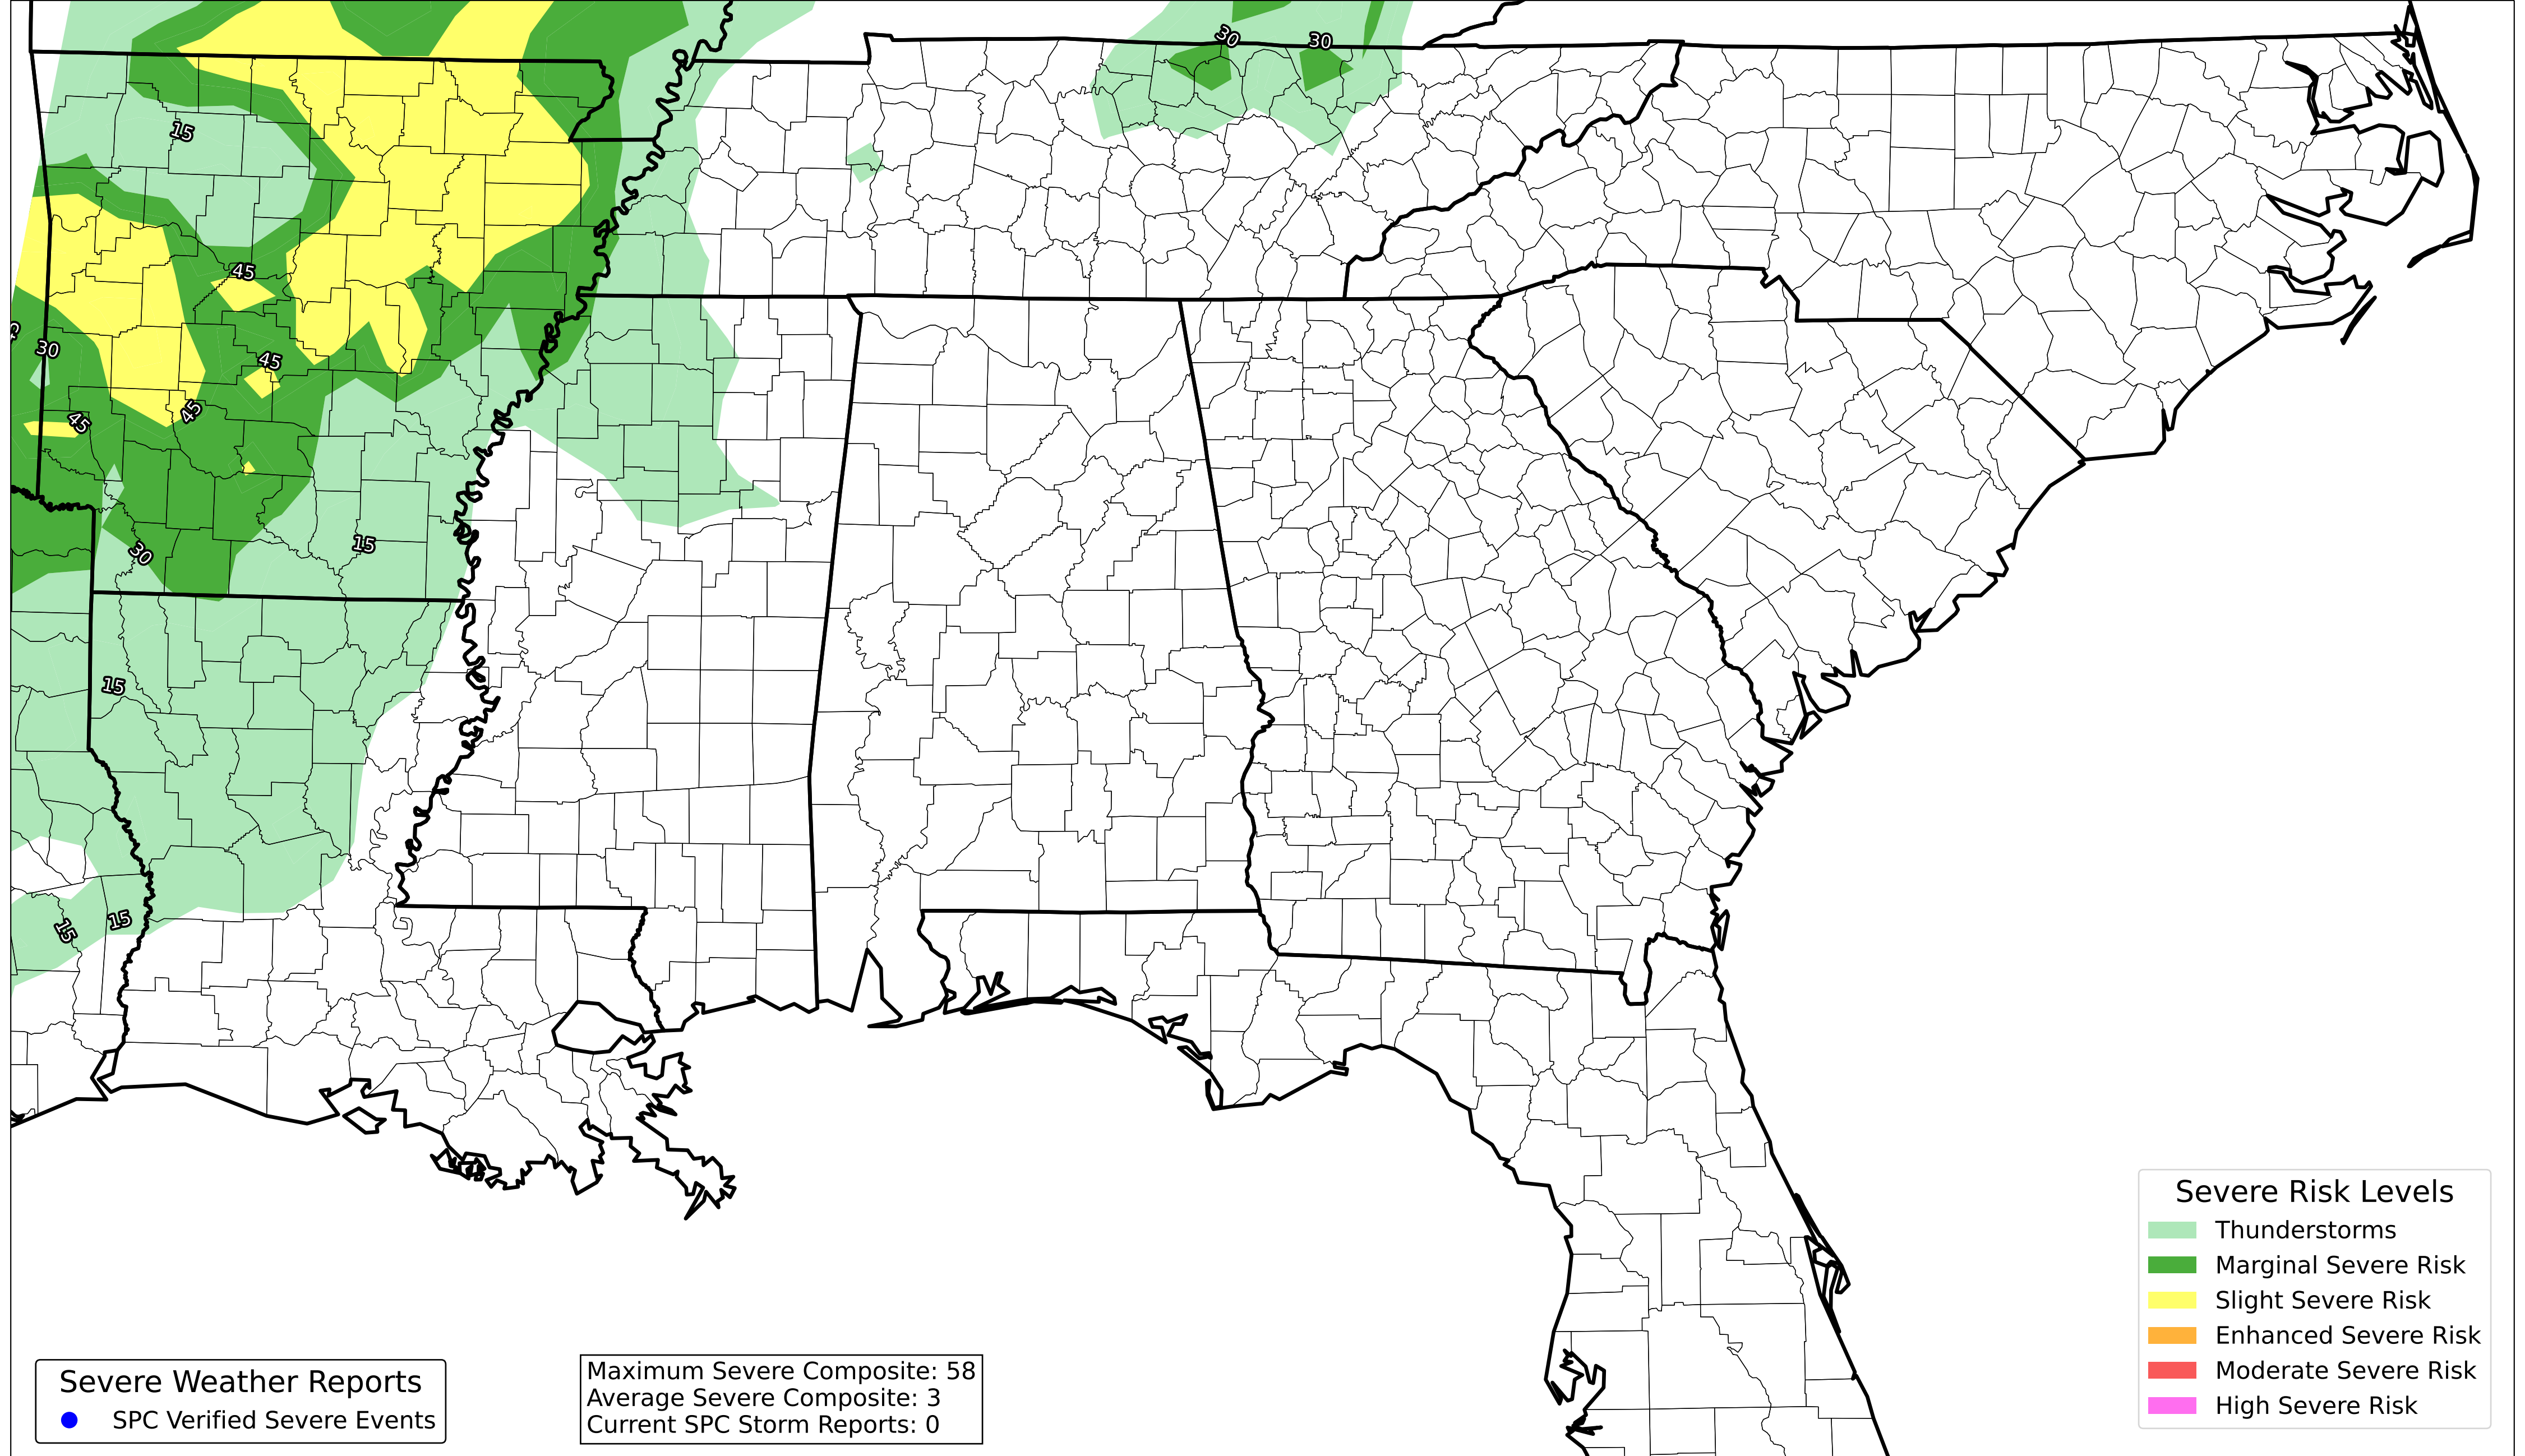 30
30
15
45
30
45
45
45
30
15
15
15
15
Severe Risk Levels
Thunderstorms
Marginal Severe Risk
Slight Severe Risk
Enhanced Severe Risk
Moderate Severe Risk
High Severe Risk
Severe Weather Reports
SPC Verified Severe Events
Maximum Severe Composite: 58
Average Severe Composite: 3
Current SPC Storm Reports: 0